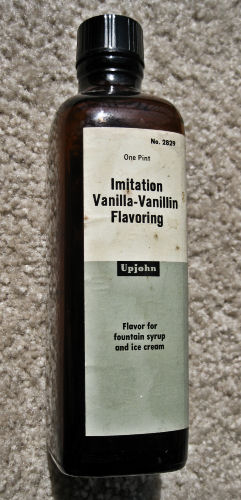 No. 2829
One Pint
Imitation
Vanilla-Vanillin
Flavoring
Upjohn
Flavor for
fountain syrup
and ice cream